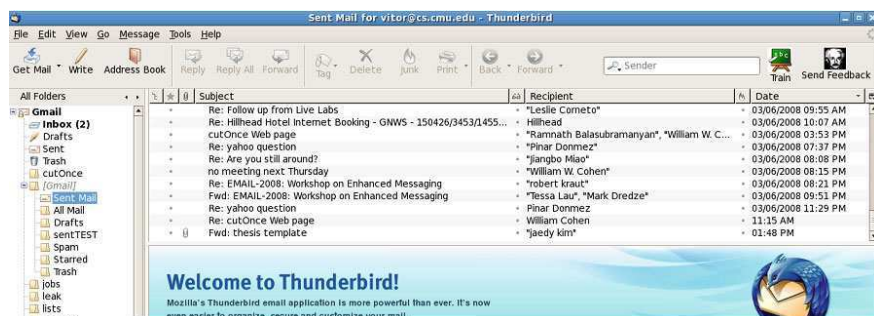 Sent Mail for vitor@cs.cmu.edu - Thunderbird
File Edit View Go Message Tools Help
Get Mail Write Address Book Reply Reply All Forward Tag Delete Junk Print Back Forward Sender Train Send Feedback
All Folders Subject Recipient Date
Gmail
Inbox (2)
Drafts
Sent
Trash
cutOnce
[Gmail]
Sent Mail
All Mail
Drafts
sentTEST
Spam
Starred
Trash
jobs
leak
lists
Re: Follow up from Live Labs "Leslie Corneto" 03/06/2008 09:55 AM
Re: Hillhead Hotel Internet Booking - GNWS - 150426/3453/1455... Hillhead 03/06/2008 10:07 AM
cutOnce Web page "Ramnath Balasubramanyan", "William W. C... 03/06/2008 03:53 PM
Re: yahoo question "Pinar Donmez" 03/06/2008 07:37 PM
Re: Are you still around? "Jiangbo Miao" 03/06/2008 08:08 PM
no meeting next Thursday "William W. Cohen" 03/06/2008 08:15 PM
Re: EMAIL-2008: Workshop on Enhanced Messaging "robert kraut" 03/06/2008 08:21 PM
Fwd: EMAIL-2008: Workshop on Enhanced Messaging "Tessa Lau", "Mark Dredze" 03/06/2008 09:51 PM
Re: yahoo question Pinar Donmez 03/06/2008 11:29 PM
Re: cutOnce Web page William Cohen 11:15 AM
Fwd: thesis template "jaedy kim" 01:48 PM
Welcome to Thunderbird!
Mozilla's Thunderbird email application is more powerful than ever. It's now
even easier to organize, secure and customize your mail.